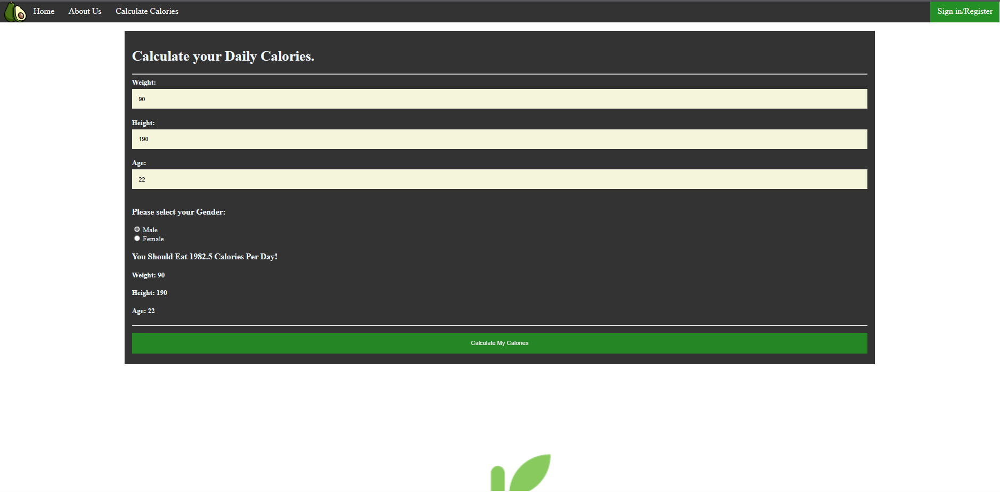 Home About Us Calculate Calories Sign in/Register
Calculate your Daily Calories.
Weight:
90
Height:
190
Age:
22
Please select your Gender:
Male
Female
You Should Eat 1982.5 Calories Per Day!
Weight: 90
Height: 190
Age: 22
Calculate My Calories